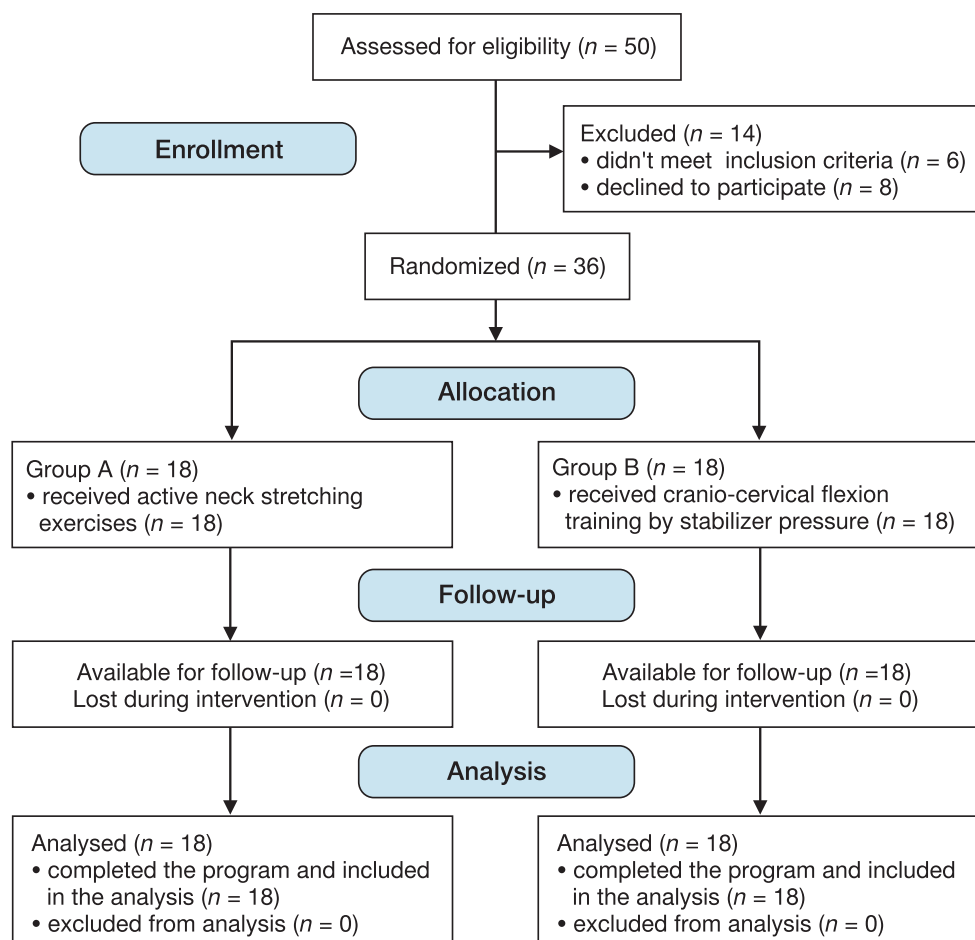 Assessed for eligibility (n = 50)
Enrollment
Excluded (n = 14)
• didn't meet  inclusion criteria (n = 6)
• declined to participate (n = 8)
Randomized (n = 36)
Allocation
Group A (n = 18)
• received active neck stretching
exercises (n = 18)
Group B (n = 18)
• received cranio-cervical flexion
training by stabilizer pressure (n = 18)
Follow-up
Available for follow-up (n =18)
Lost during intervention (n = 0)
Available for follow-up (n =18)
Lost during intervention (n = 0)
Analysis
Analysed (n = 18)
• completed the program and included
in the analysis (n = 18)
• excluded from analysis (n = 0)
Analysed (n = 18)
• completed the program and included
in the analysis (n = 18)
• excluded from analysis (n = 0)